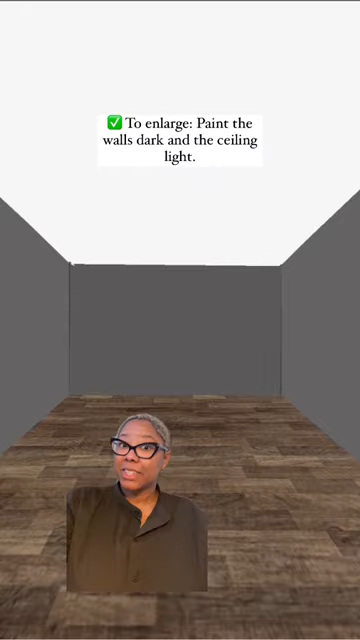 ✅ To enlarge: Paint the
walls dark and the ceiling
light.